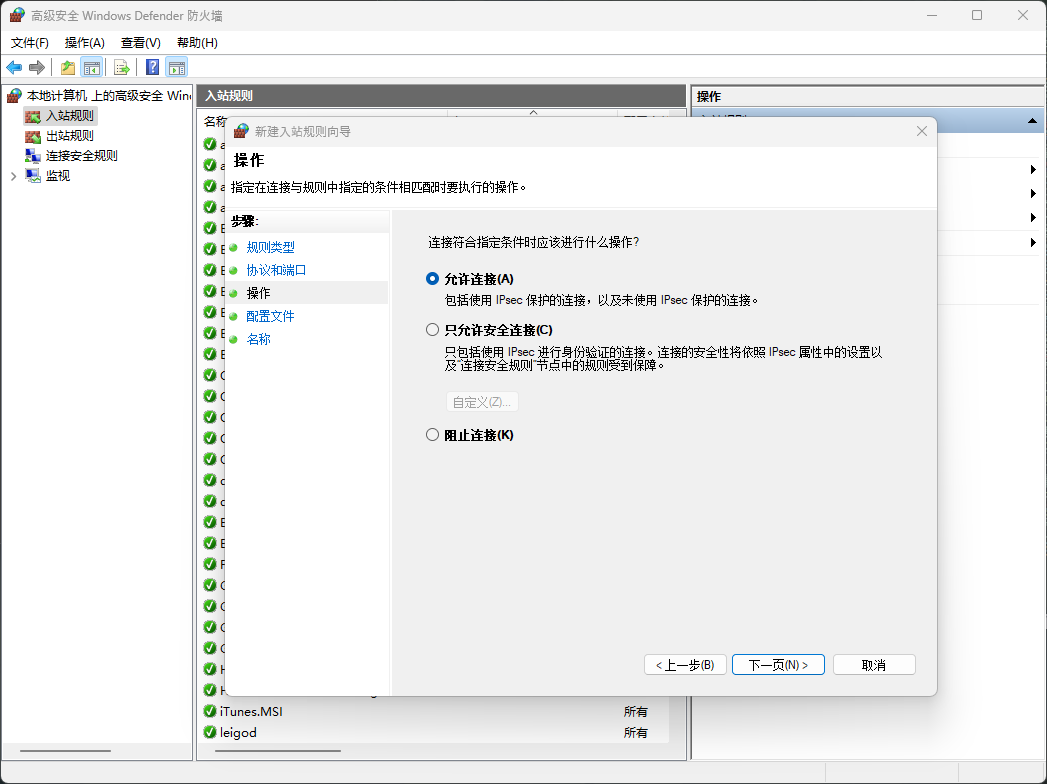 高级安全 Windows Defender 防火墙
文件(F) 操作(A) 查看(V) 帮助(H)
本地计算机 上的高级安全 Win
入站规则
出站规则
连接安全规则
监视
入站规则
名称
操作
新建入站规则向导
操作
指定在连接与规则中指定的条件相匹配时要执行的操作。
步骤:
规则类型
协议和端口
操作
配置文件
名称
连接符合指定条件时应该进行什么操作?
允许连接(A)
包括使用 IPsec 保护的连接，以及未使用 IPsec 保护的连接。
只允许安全连接(C)
只包括使用 IPsec 进行身份验证的连接。连接的安全性将依照 IPsec 属性中的设置以
及"连接安全规则"节点中的规则受到保障。
自定义(Z)...
阻止连接(K)
< 上一步(B) 下一页(N) > 取消
iTunes.MSI 所有
leigod 所有